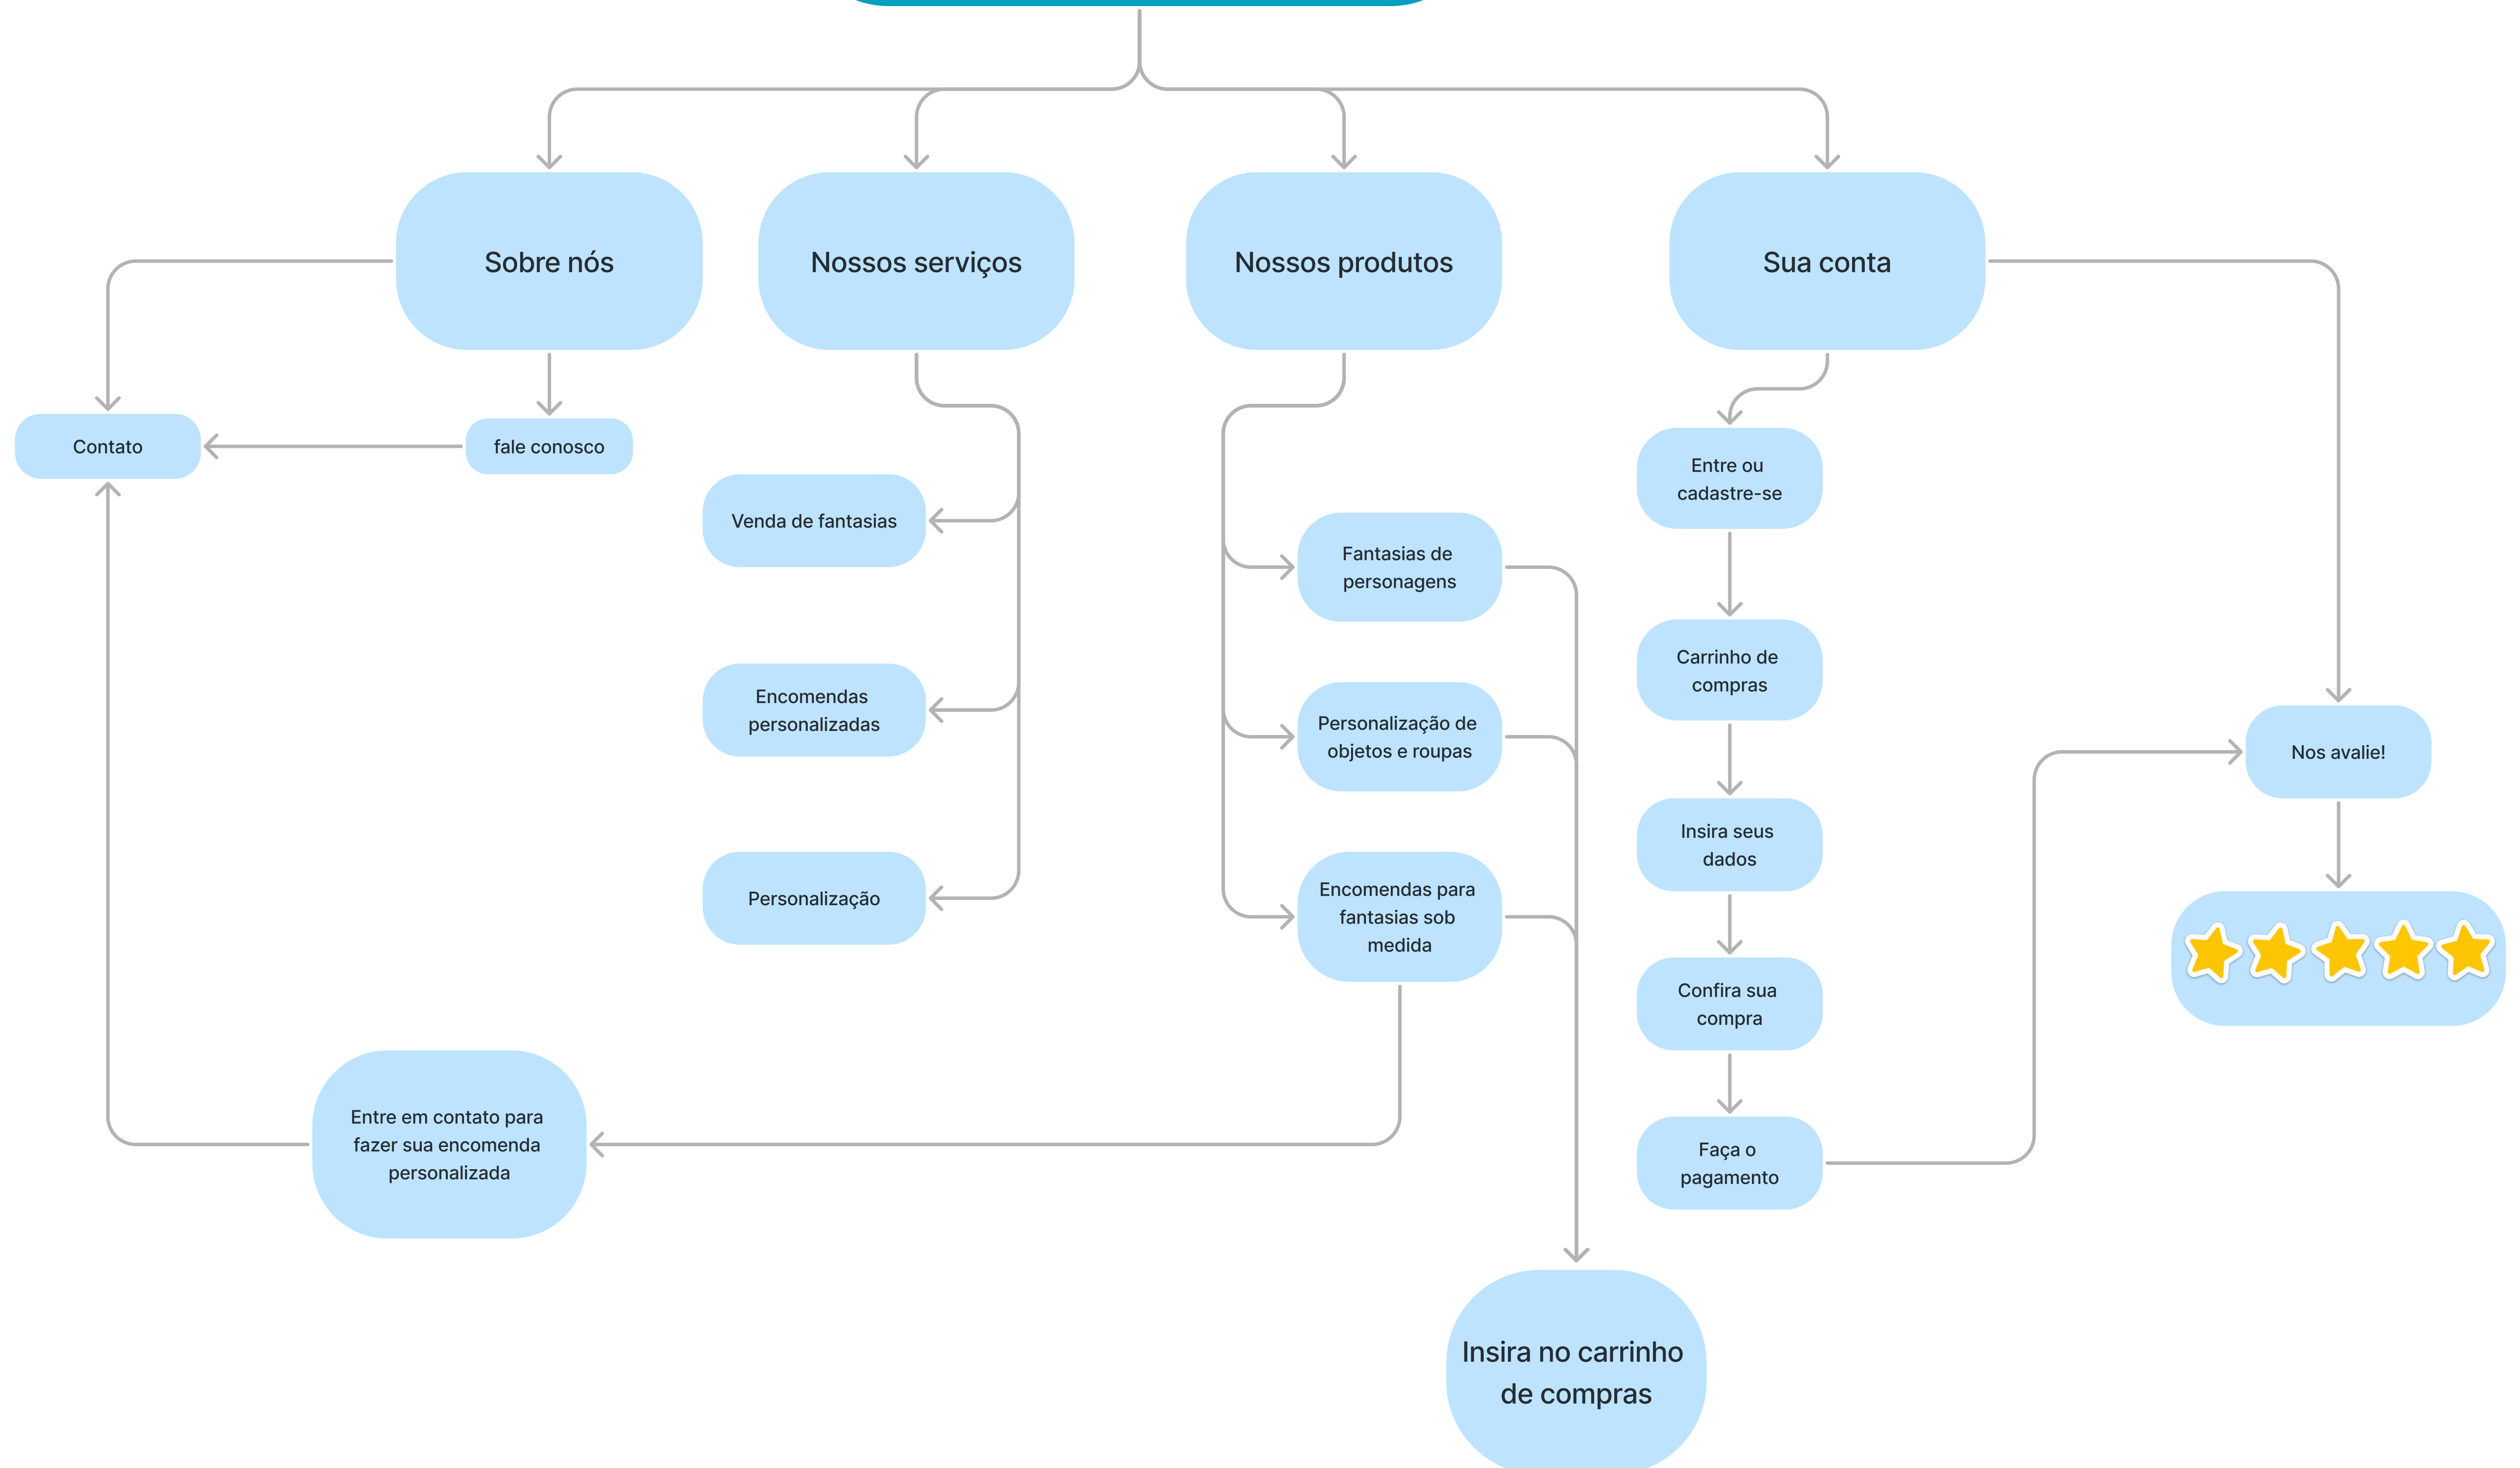 Sobre nós
Nossos serviços
Nossos produtos
Sua conta
Contato
fale conosco
Venda de fantasias
Encomendas
personalizadas
Personalização
Fantasias de
personagens
Personalização de
objetos e roupas
Encomendas para
fantasias sob
medida
Entre ou
cadastre-se
Carrinho de
compras
Insira seus
dados
Confira sua
compra
Faça o
pagamento
Nos avalie!
Entre em contato para
fazer sua encomenda
personalizada
Insira no carrinho
de compras